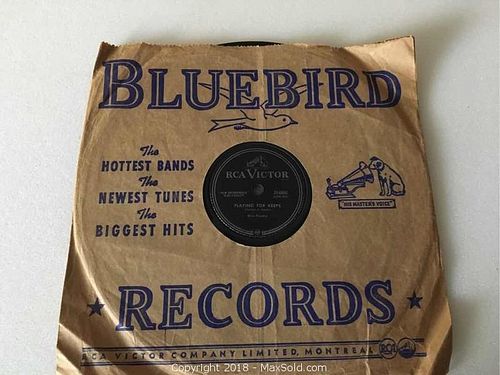 BLUEBIRD
The
HOTTEST BANDS
The
NEWEST TUNES
The
BIGGEST HITS
RCA VICTOR
PLAYING FOR KEEPS
"HIS MASTER'S VOICE"
RECORDS
RCA VICTOR COMPANY LIMITED, MONTREAL
RCA
Copyright 2018 - MaxSold.com